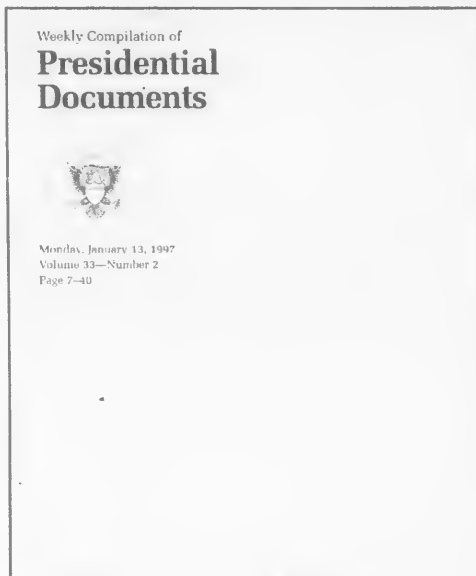 Weekly Compilation of
Presidential
Documents
Monday, January 13, 1997
Volume 33—Number 2
Page 7–40